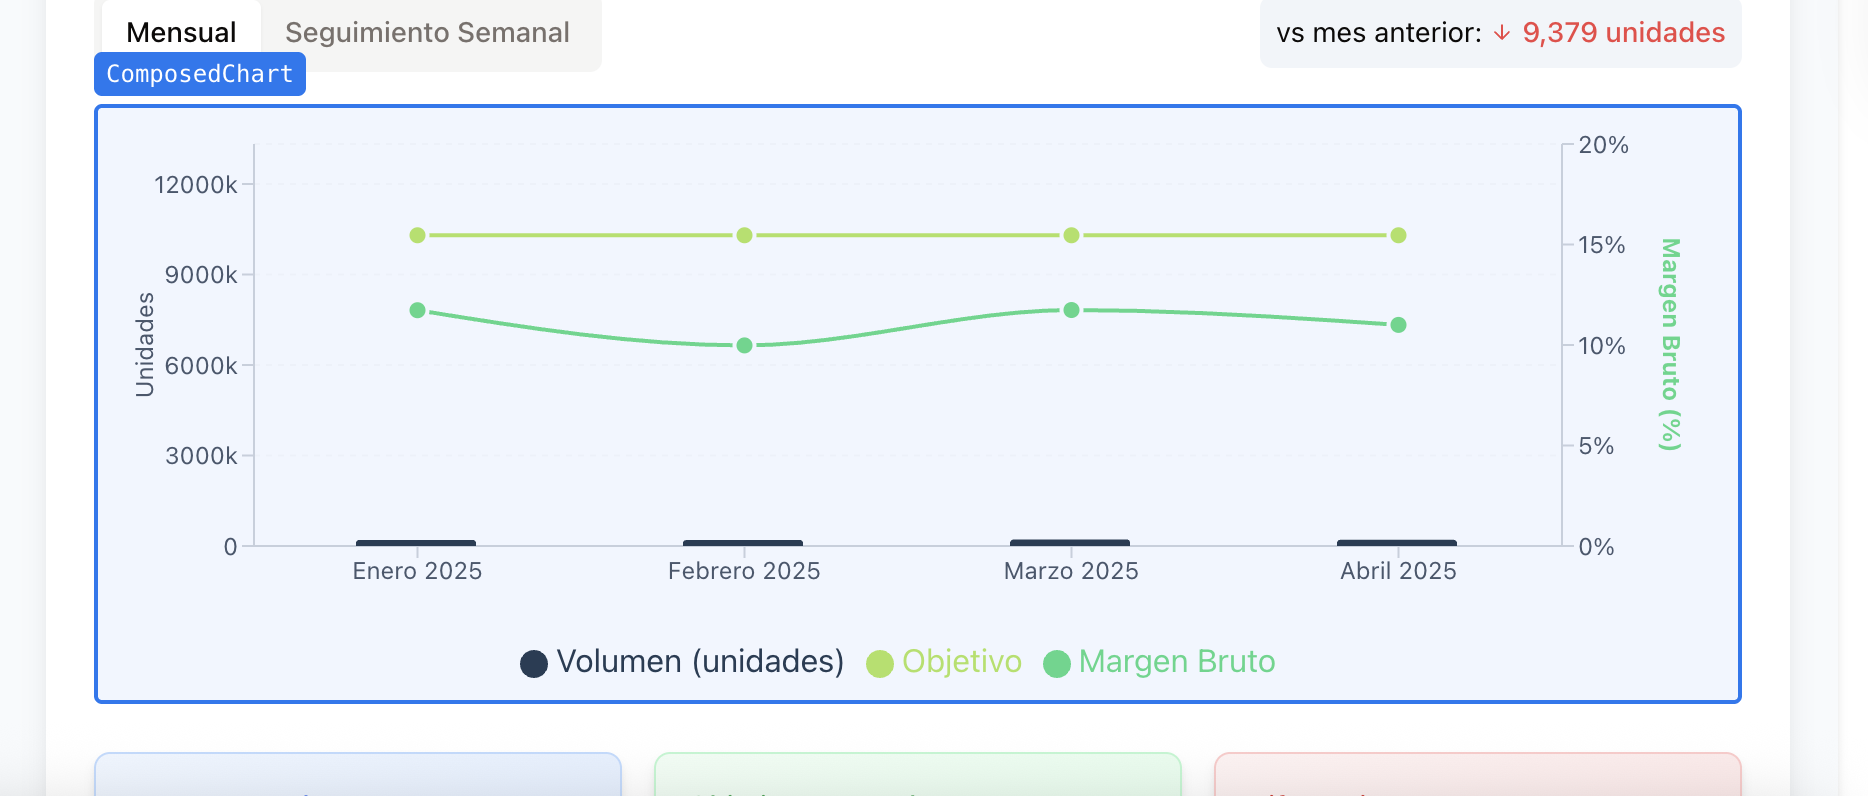 Mensual
Seguimiento Semanal
vs mes anterior: ↓ 9,379 unidades
ComposedChart
12000k
9000k
6000k
3000k
0
Unidades
20%
15%
10%
5%
0%
Margen Bruto (%)
Enero 2025
Febrero 2025
Marzo 2025
Abril 2025
Volumen (unidades)
Objetivo
Margen Bruto